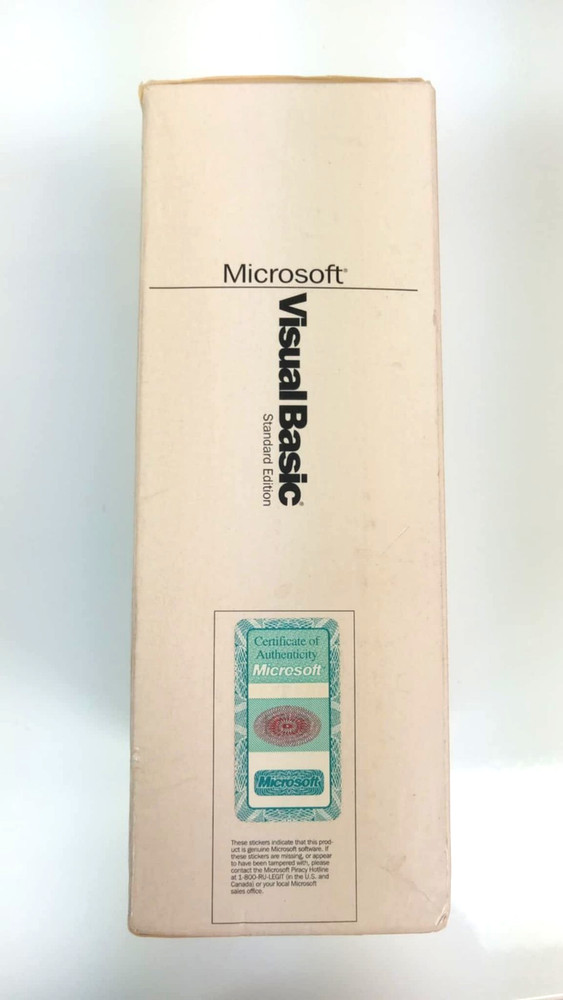 Microsoft®
Visual Basic®
Standard Edition
Certificate of
Authenticity
Microsoft®
Microsoft
These stickers indicate that this prod-
uct is genuine Microsoft software. If
these stickers are missing, or appear
to have been tampered with, please
contact the Microsoft Piracy Hotline
at 1-800-RU-LEGIT (in the U.S. and
Canada) or your local Microsoft
sales office.